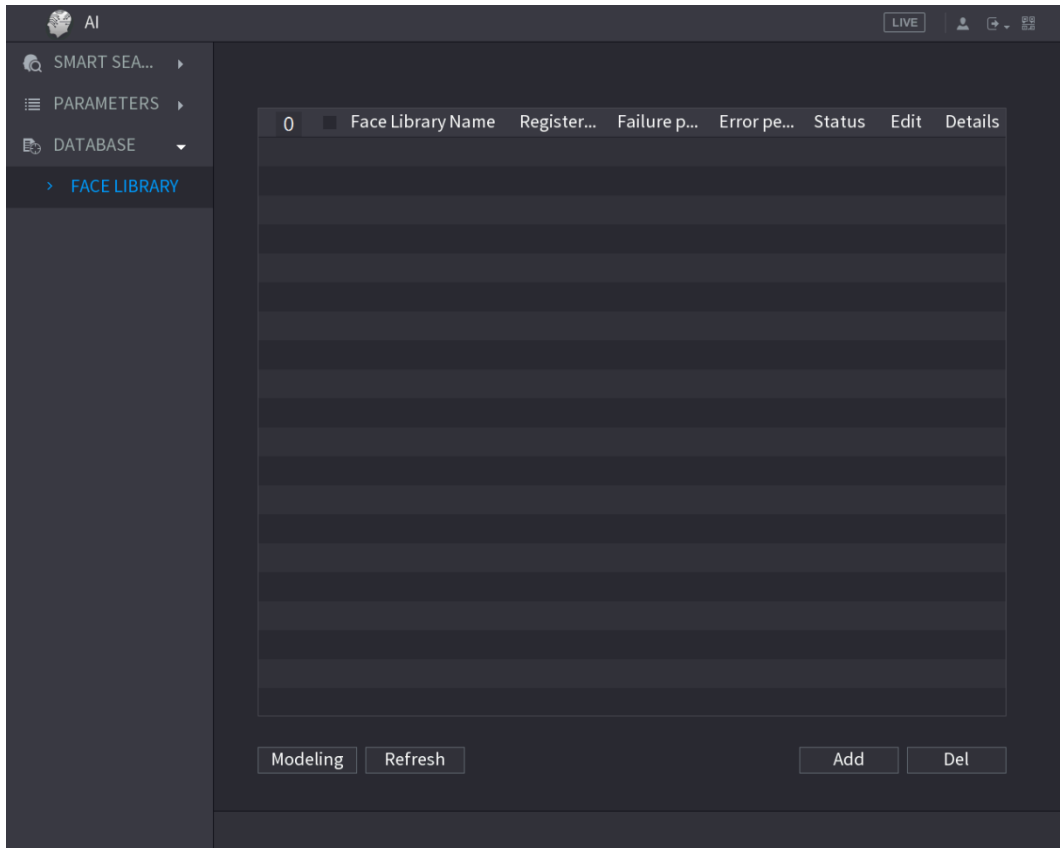 AI LIVE
SMART SEA...
PARAMETERS
DATABASE
FACE LIBRARY
0 Face Library Name Register... Failure p... Error pe... Status Edit Details
Modeling Refresh Add Del